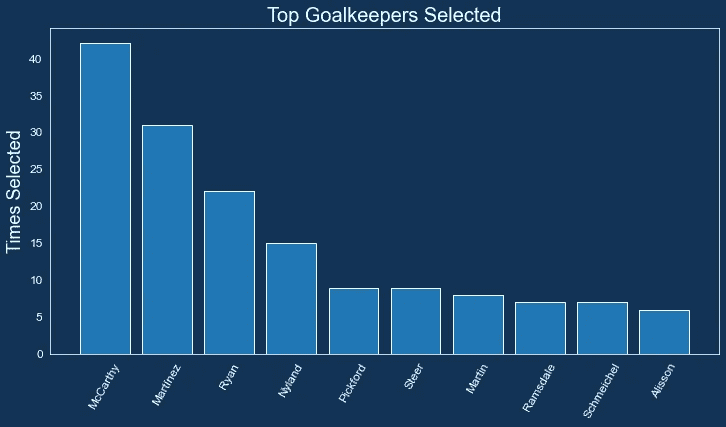 Top Goalkeepers Selected
Times Selected
40
35
30
25
20
15
10
5
0
McCarthy
Martínez
Ryan
Nyland
Pickford
Steer
Martin
Ramsdale
Schmeichel
Alisson